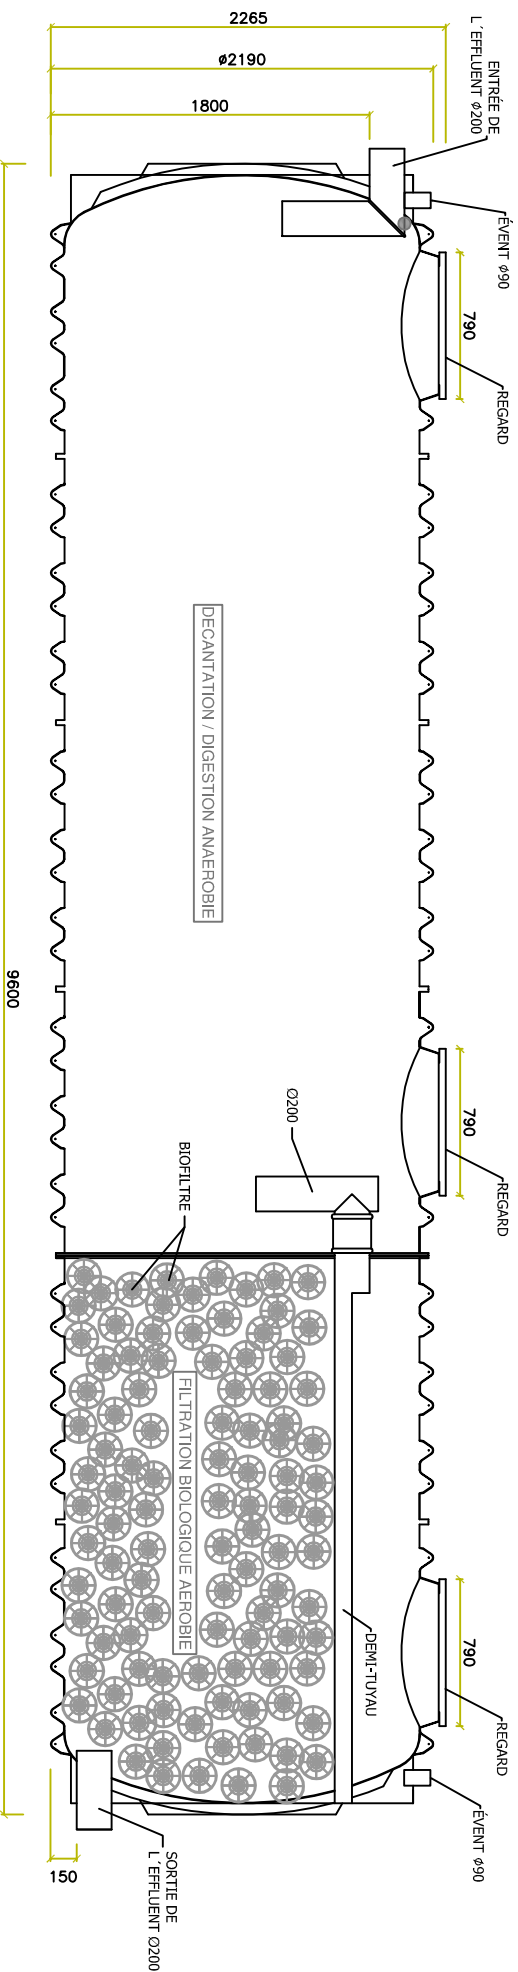 2265
ø2190
1800
ENTRÉE DE
L ´EFFLUENT ø200
ÉVENT ø90
790
REGARD
DECANTATION / DIGESTION ANAEROBIE
9600
790
REGARD
Ø200
BIOFILTRE
FILTRATION BIOLOGIQUE AEROBIE
DEMI-TUYAU
790
REGARD
ÉVENT ø90
150
SORTIE DE
L ´EFFLUENT Ø200